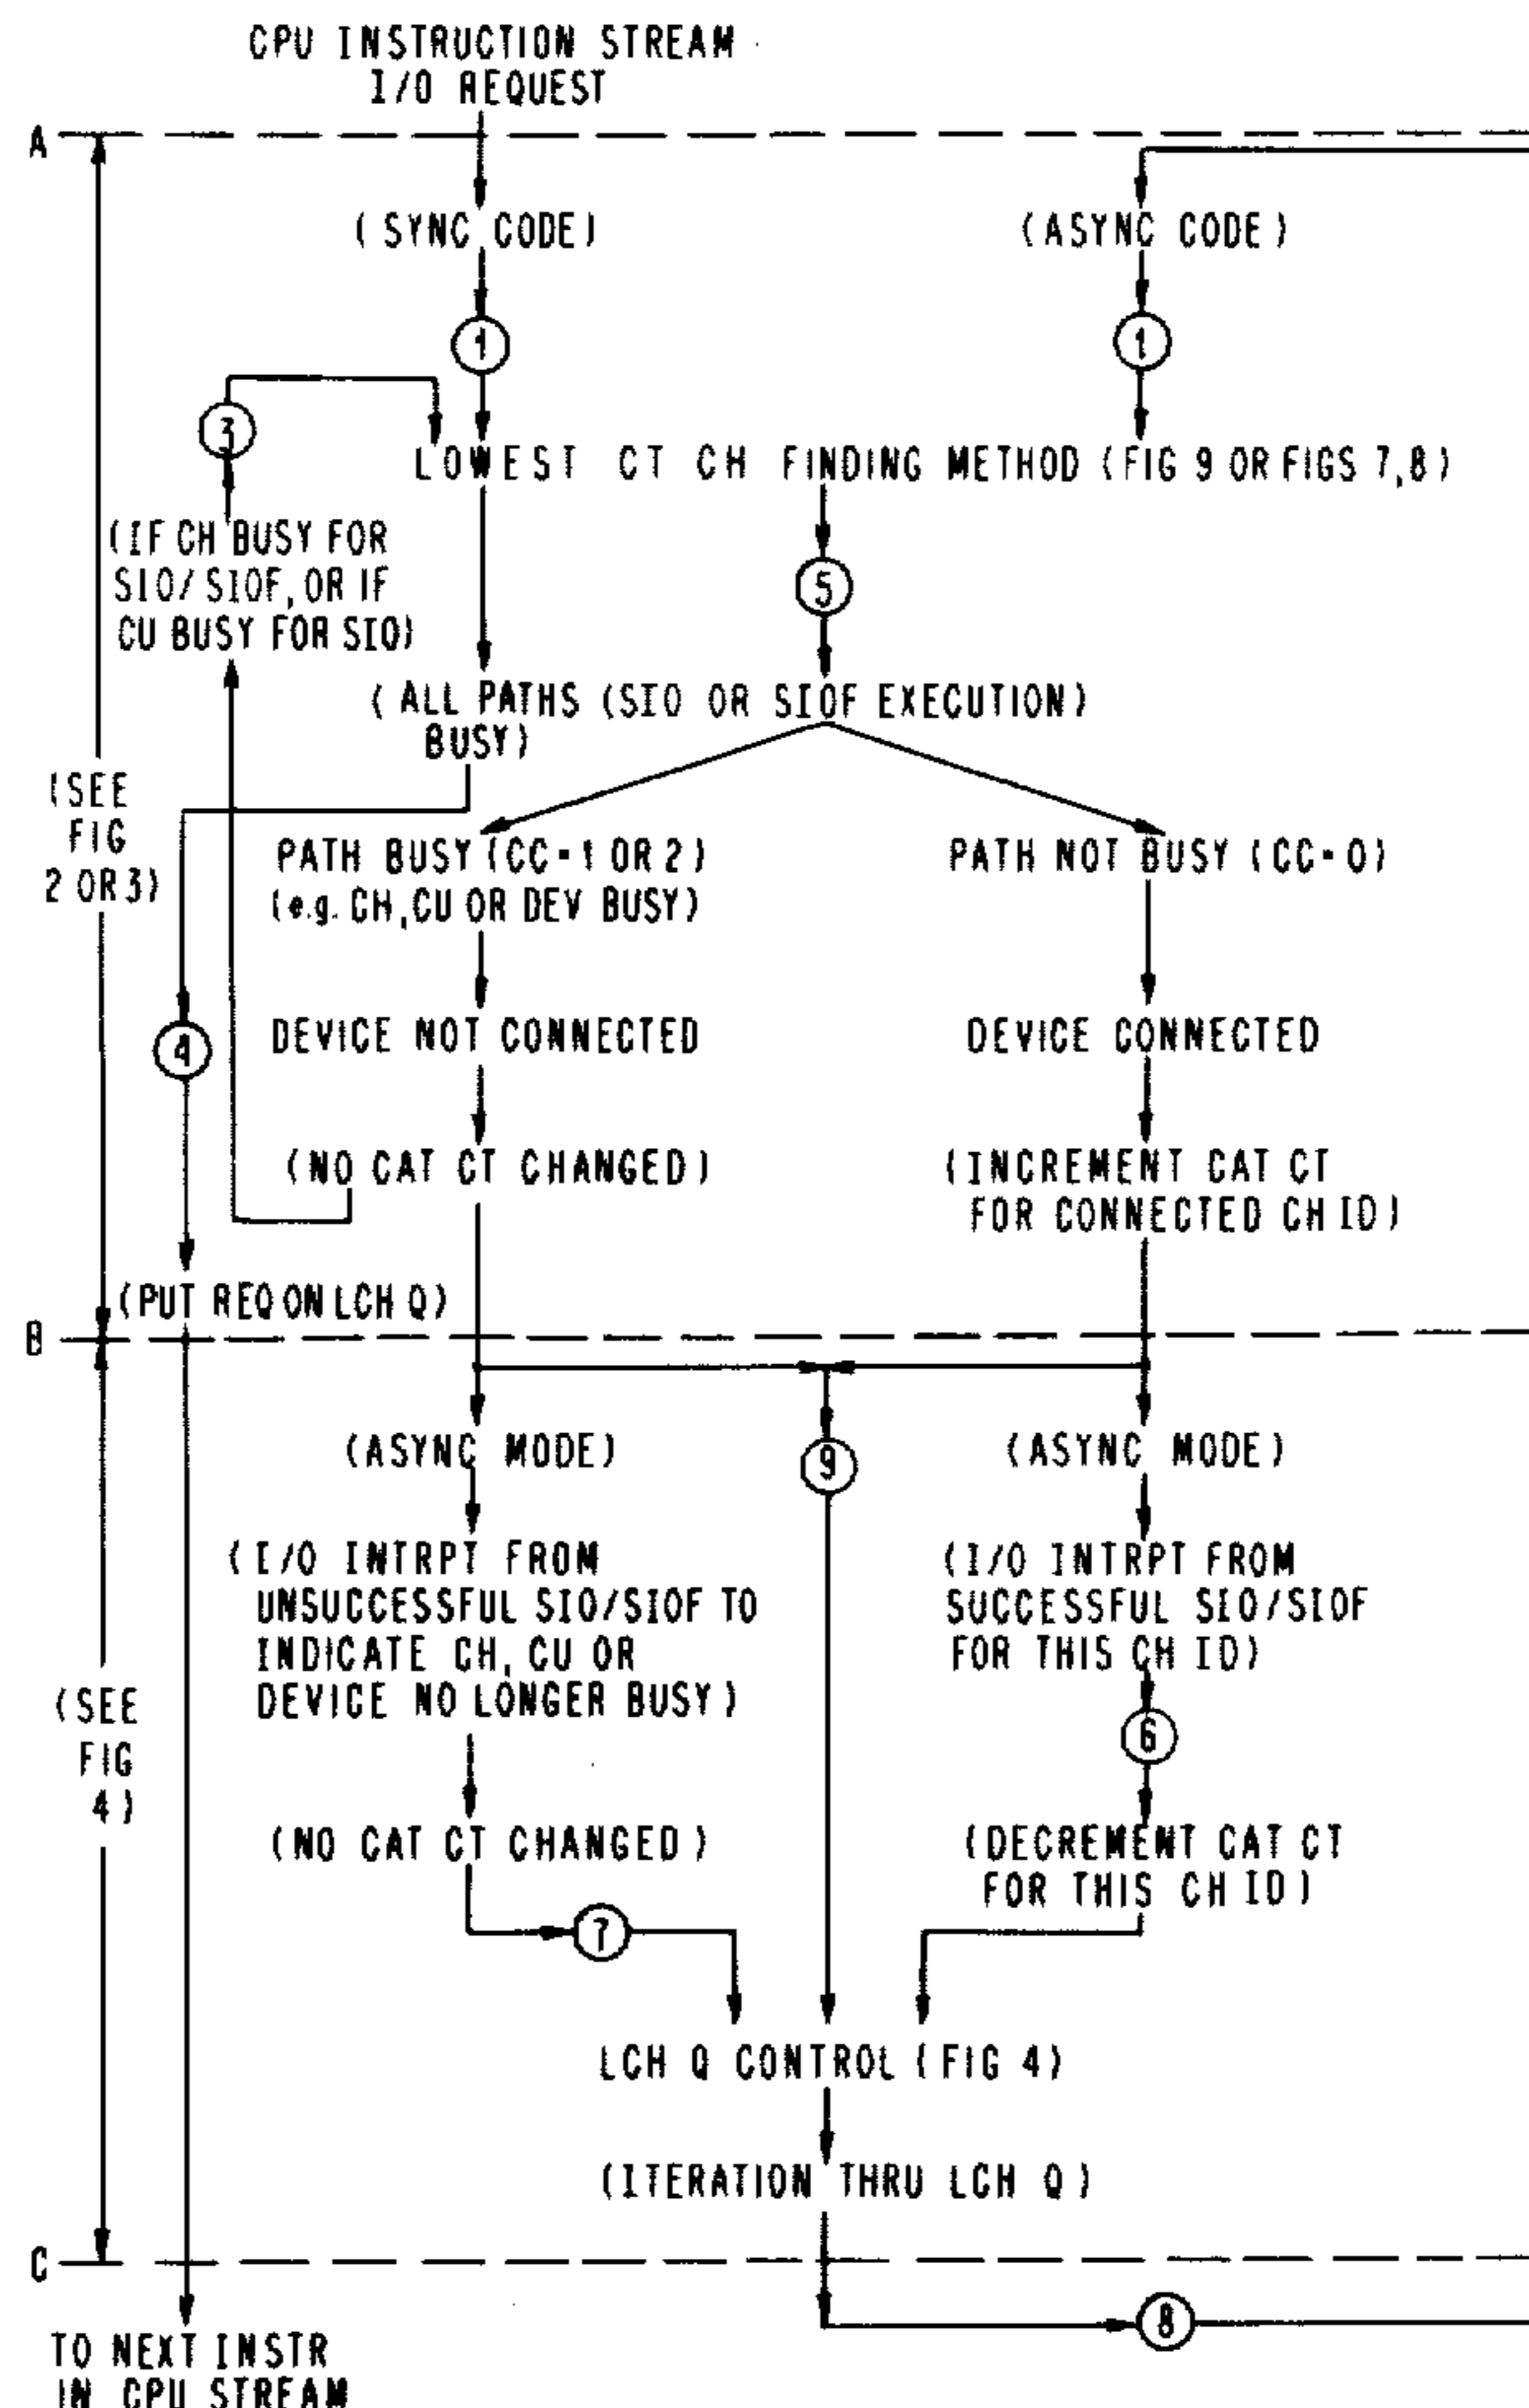 CPU INSTRUCTION STREAM
I/O REQUEST
A
(SYNC CODE)
(ASYNC CODE)
1
1
3
LOWEST CT CH FINDING METHOD (FIG 9 OR FIGS 7,8)
(IF CH BUSY FOR
SIO/SIOF, OR IF
CU BUSY FOR SIO)
5
(ALL PATHS
BUSY)
(SIO OR SIOF EXECUTION)
(SEE
FIG
2 OR 3)
PATH BUSY (CC=1 OR 2)
(e.g. CH, CU OR DEV BUSY)
PATH NOT BUSY (CC=0)
4
DEVICE NOT CONNECTED
DEVICE CONNECTED
(NO CAT CT CHANGED)
(INCREMENT CAT CT
FOR CONNECTED CH ID)
(PUT REQ ON LCH Q)
B
(ASYNC MODE)
9
(ASYNC MODE)
(I/O INTRPT FROM
UNSUCCESSFUL SIO/SIOF TO
INDICATE CH, CU OR
DEVICE NO LONGER BUSY)
(I/O INTRPT FROM
SUCCESSFUL SIO/SIOF
FOR THIS CH ID)
(SEE
FIG
4)
6
(NO CAT CT CHANGED)
(DECREMENT CAT CT
FOR THIS CH ID)
7
LCH Q CONTROL (FIG 4)
(ITERATION THRU LCH Q)
C
8
TO NEXT INSTR
IN CPU STREAM